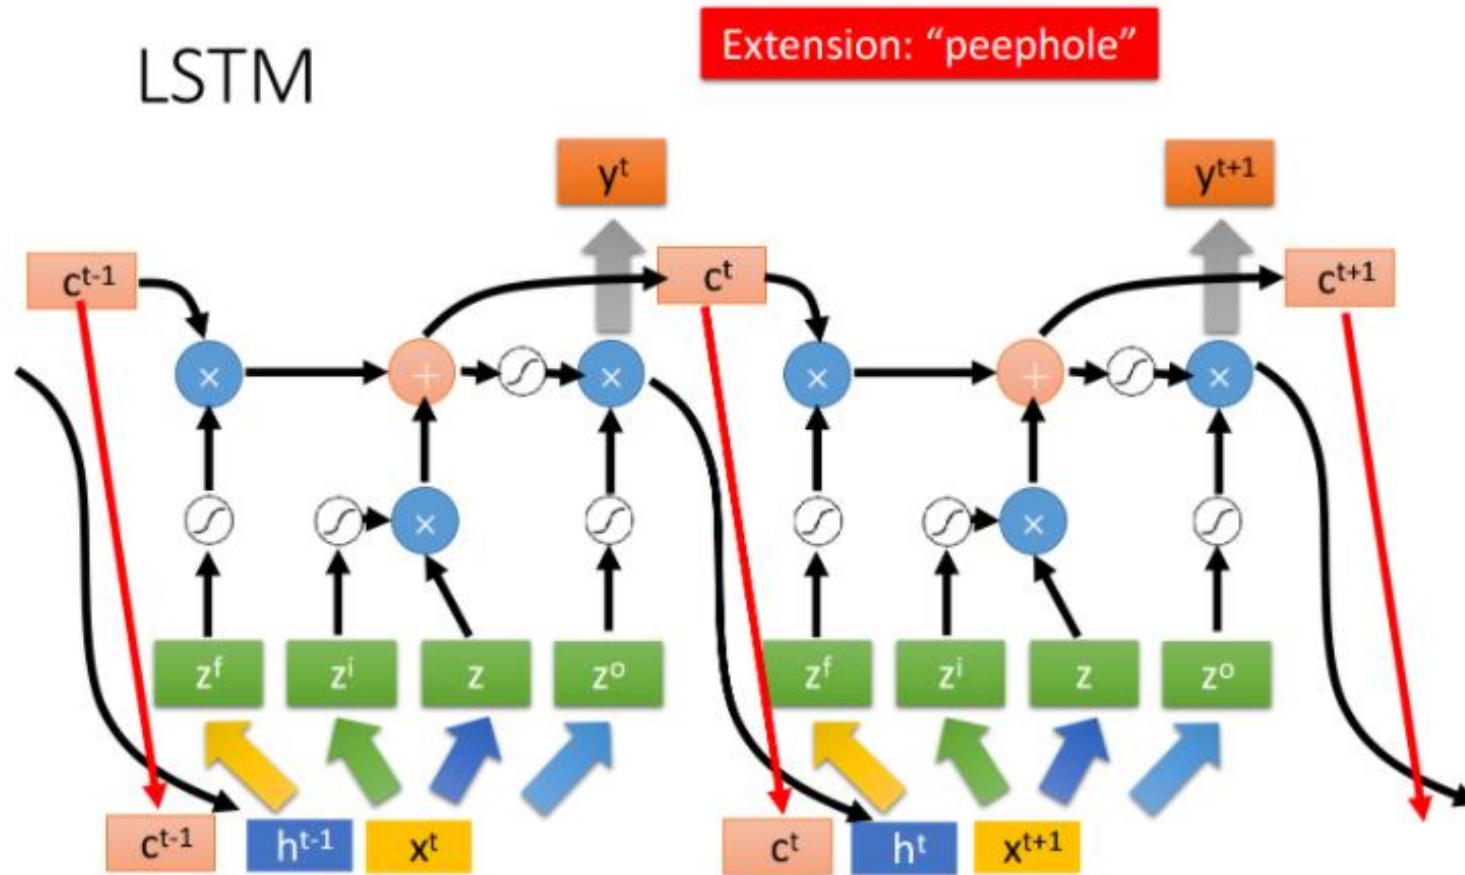 Extension: “peephole”
LSTM
yᵗ yᵗ⁺¹
cᵗ⁻¹ cᵗ cᵗ⁺¹
× + × × + ×
× ×
zᶠ zⁱ z zᵒ zᶠ zⁱ z zᵒ
cᵗ⁻¹ hᵗ⁻¹ xᵗ cᵗ hᵗ xᵗ⁺¹